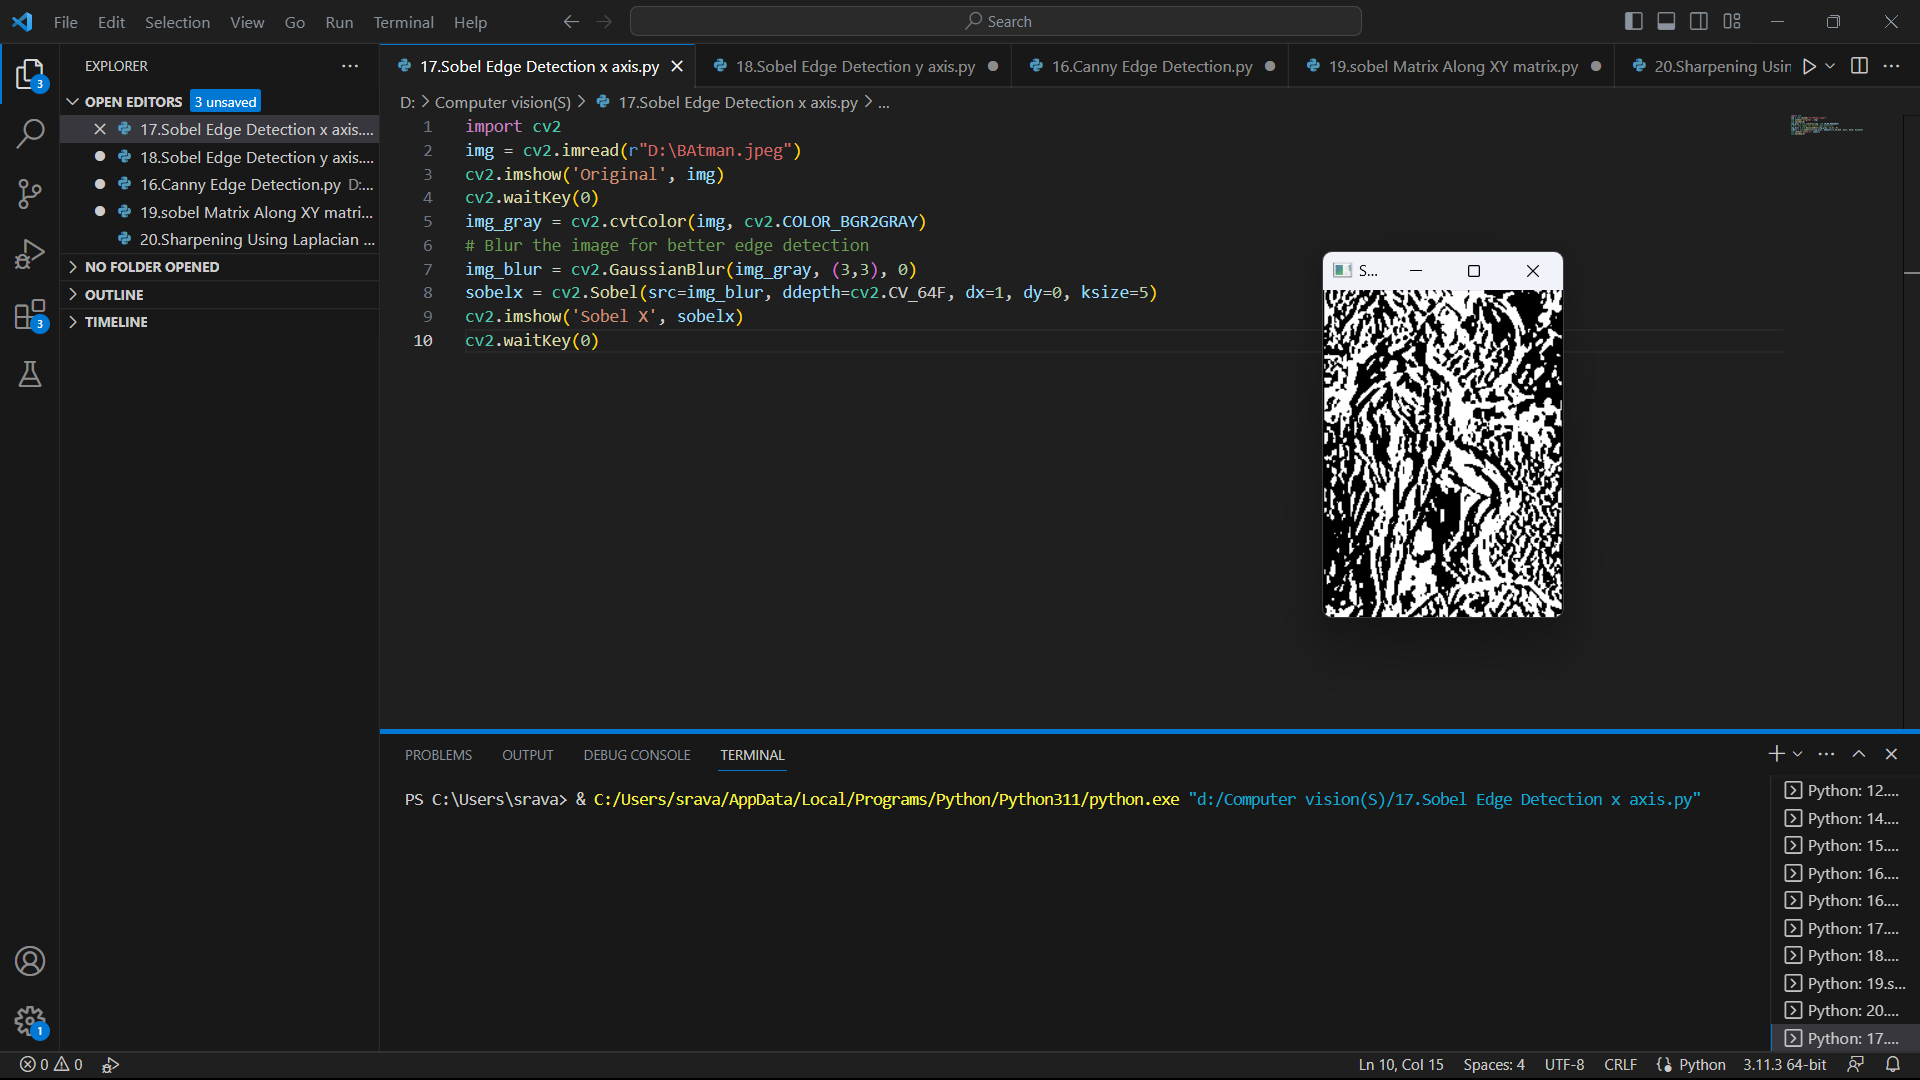 File Edit Selection View Go Run Terminal Help
Search
EXPLORER
OPEN EDITORS 3 unsaved
17.Sobel Edge Detection x axis....
18.Sobel Edge Detection y axis....
16.Canny Edge Detection.py D:...
19.sobel Matrix Along XY matri...
20.Sharpening Using Laplacian ...
NO FOLDER OPENED
OUTLINE
TIMELINE
3
3
1
17.Sobel Edge Detection x axis.py 18.Sobel Edge Detection y axis.py 16.Canny Edge Detection.py 19.sobel Matrix Along XY matrix.py 20.Sharpening Usin
D: > Computer vision(S) > 17.Sobel Edge Detection x axis.py > ...
1 import cv2
2 img = cv2.imread(r"D:\BAtman.jpeg")
3 cv2.imshow('Original', img)
4 cv2.waitKey(0)
5 img_gray = cv2.cvtColor(img, cv2.COLOR_BGR2GRAY)
6 # Blur the image for better edge detection
7 img_blur = cv2.GaussianBlur(img_gray, (3,3), 0)
8 sobelx = cv2.Sobel(src=img_blur, ddepth=cv2.CV_64F, dx=1, dy=0, ksize=5)
9 cv2.imshow('Sobel X', sobelx)
10 cv2.waitKey(0)
S...
PROBLEMS OUTPUT DEBUG CONSOLE TERMINAL
PS C:\Users\srava> & C:/Users/srava/AppData/Local/Programs/Python/Python311/python.exe "d:/Computer vision(S)/17.Sobel Edge Detection x axis.py"
Python: 12....
Python: 14....
Python: 15....
Python: 16....
Python: 16....
Python: 17....
Python: 18....
Python: 19.s...
Python: 20....
Python: 17....
0 0 Ln 10, Col 15 Spaces: 4 UTF-8 CRLF Python 3.11.3 64-bit